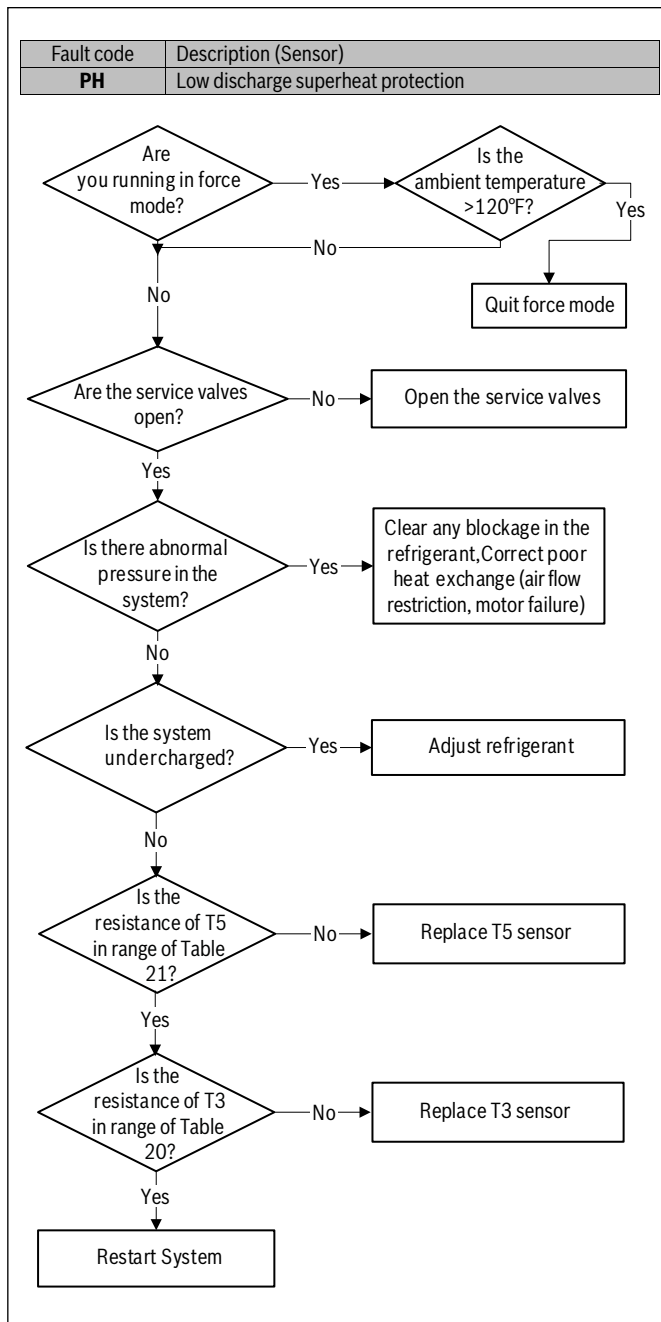 Fault code Description (Sensor)
PH Low discharge superheat protection
Are
you running in force
mode?
Yes
Is the
ambient temperature
>120°F?
Yes
No
No
Quit force mode
Are the service valves
open?
No
Open the service valves
Yes
Is there abnormal
pressure in the
system?
Yes
Clear any blockage in the
refrigerant,Correct poor
heat exchange (air flow
restriction, motor failure)
No
Is the system
undercharged?
Yes
Adjust refrigerant
No
Is the
resistance of T5
in range of Table
21?
No
Replace T5 sensor
Yes
Is the
resistance of T3
in range of Table
20?
No
Replace T3 sensor
Yes
Restart System